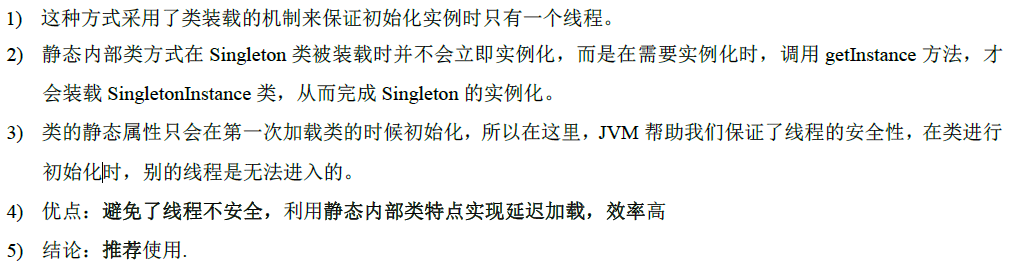 1) 这种方式采用了类装载的机制来保证初始化实例时只有一个线程。
2) 静态内部类方式在 Singleton 类被装载时并不会立即实例化，而是在需要实例化时，调用 getInstance 方法，才
会装载 SingletonInstance 类，从而完成 Singleton 的实例化。
3) 类的静态属性只会在第一次加载类的时候初始化，所以在这里，JVM 帮助我们保证了线程的安全性，在类进行
初始化时，别的线程是无法进入的。
4) 优点：避免了线程不安全，利用静态内部类特点实现延迟加载，效率高
5) 结论：推荐使用.